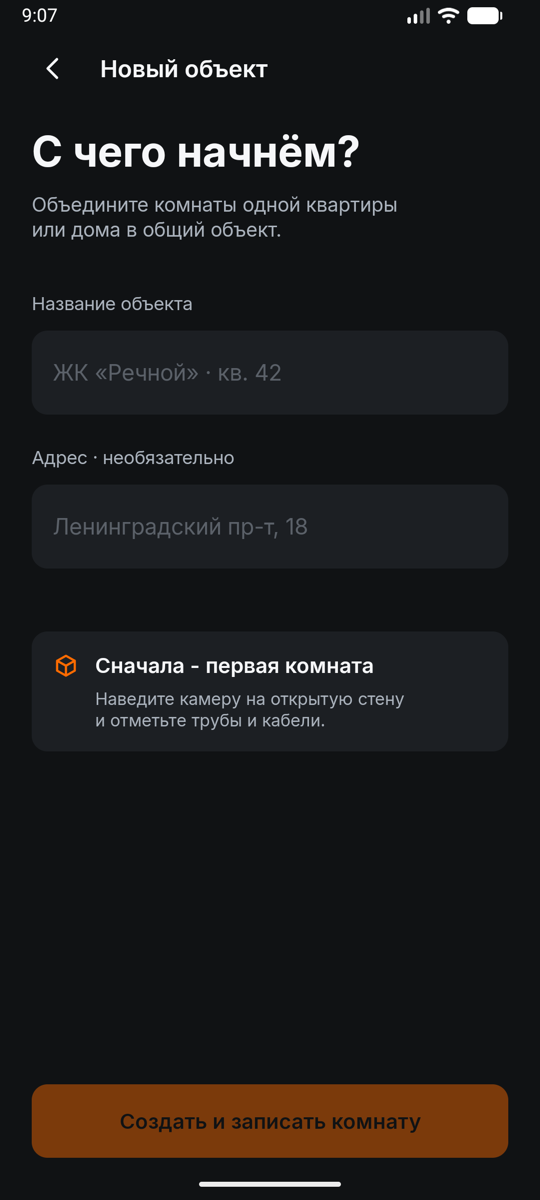 9:07
Новый объект
С чего начнём?
Объедините комнаты одной квартиры
или дома в общий объект.
Название объекта
ЖК «Речной» · кв. 42
Адрес · необязательно
Ленинградский пр-т, 18
Сначала - первая комната
Наведите камеру на открытую стену
и отметьте трубы и кабели.
Создать и записать комнату